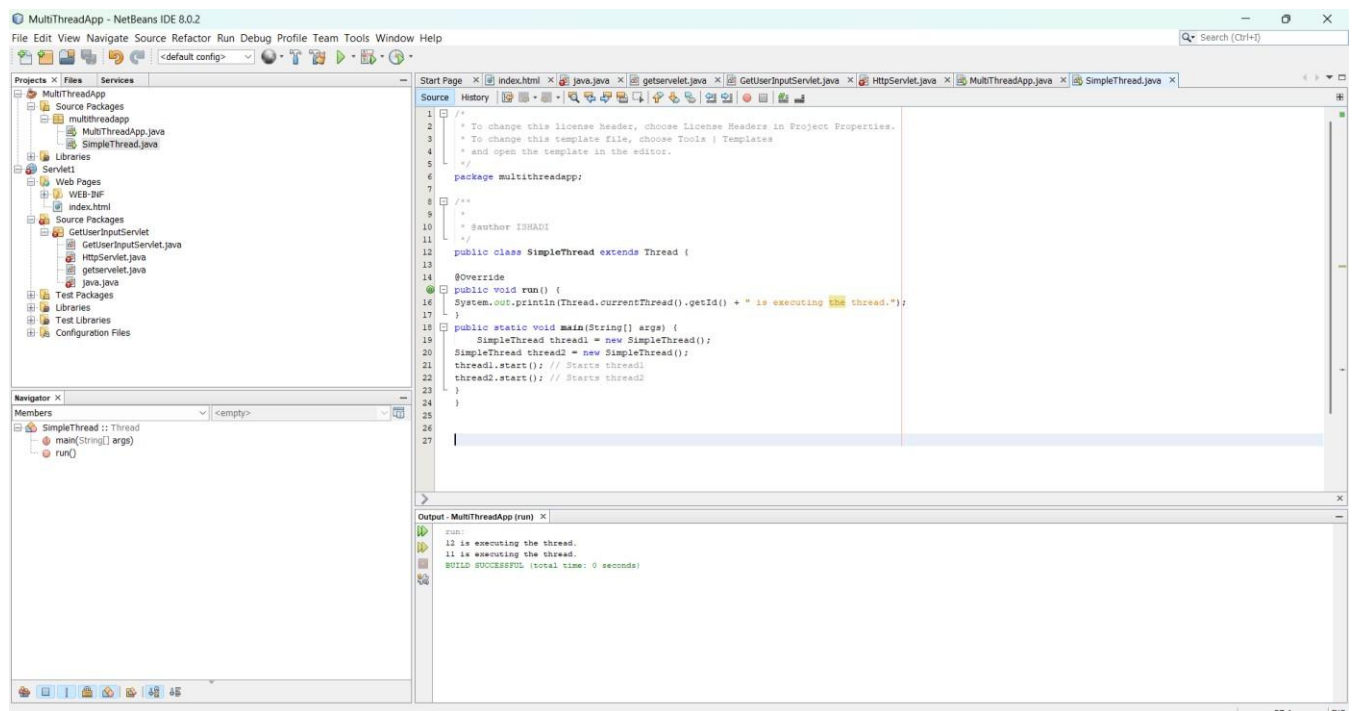 MultiThreadApp - NetBeans IDE 8.0.2
File Edit View Navigate Source Refactor Run Debug Profile Team Tools Window Help
Search (Ctrl+I)
<default config>
Projects Files Services
MultiThreadApp
Source Packages
multithreadapp
MultiThreadApp.java
SimpleThread.java
Libraries
Servlet1
Web Pages
WEB-INF
index.html
Source Packages
GetUserInputServlet
GetUserInputServlet.java
HttpServlet.java
getservelet.java
java.java
Test Packages
Libraries
Test Libraries
Configuration Files
Navigator
Members <empty>
SimpleThread :: Thread
main(String[] args)
run()
Start Page index.html java.java getservelet.java GetUserInputServlet.java HttpServlet.java MultiThreadApp.java SimpleThread.java
Source History
1 /*
2 * To change this license header, choose License Headers in Project Properties.
3 * To change this template file, choose Tools | Templates
4 * and open the template in the editor.
5 */
6 package multithreadapp;
7
8 /**
9 *
10 * @author ISHADI
11 */
12 public class SimpleThread extends Thread {
13
14 @Override
public void run() {
16 System.out.println(Thread.currentThread().getId() + " is executing the thread.");
17 }
18 public static void main(String[] args) {
19 SimpleThread thread1 = new SimpleThread();
20 SimpleThread thread2 = new SimpleThread();
21 thread1.start(); // Starts thread1
22 thread2.start(); // Starts thread2
23 }
24 }
25
26
27
Output - MultiThreadApp (run)
run:
12 is executing the thread.
11 is executing the thread.
BUILD SUCCESSFUL (total time: 0 seconds)